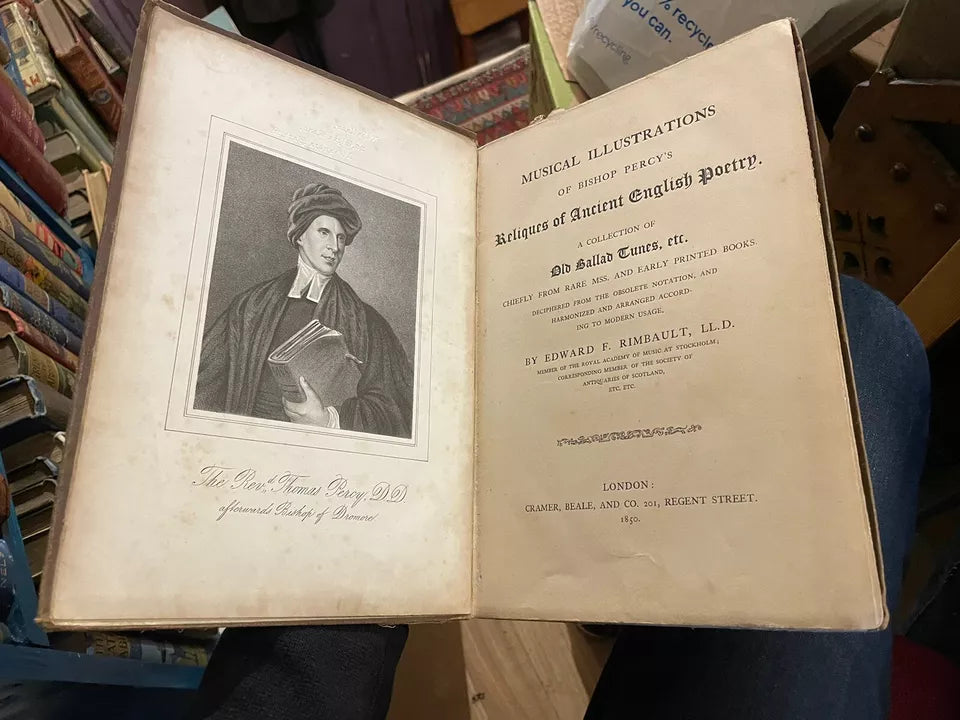 % recycle
you can.
recycling
The Rev.d Thomas Percy, DD
afterwards Bishop of Dromore.
MUSICAL ILLUSTRATIONS
OF BISHOP PERCY'S
Reliques of Ancient English Poetry.
A COLLECTION OF
Old Ballad Tunes, etc.
CHIEFLY FROM RARE MSS. AND EARLY PRINTED BOOKS
DECIPHERED FROM THE OBSOLETE NOTATION, AND
HARMONIZED AND ARRANGED ACCORD-
ING TO MODERN USAGE,
BY EDWARD F. RIMBAULT, LL.D.
MEMBER OF THE ROYAL ACADEMY OF MUSIC AT STOCKHOLM;
CORRESPONDING MEMBER OF THE SOCIETY OF
ANTIQUARIES OF SCOTLAND,
ETC. ETC.
LONDON:
CRAMER, BEALE, AND CO. 201, REGENT STREET.
1850.